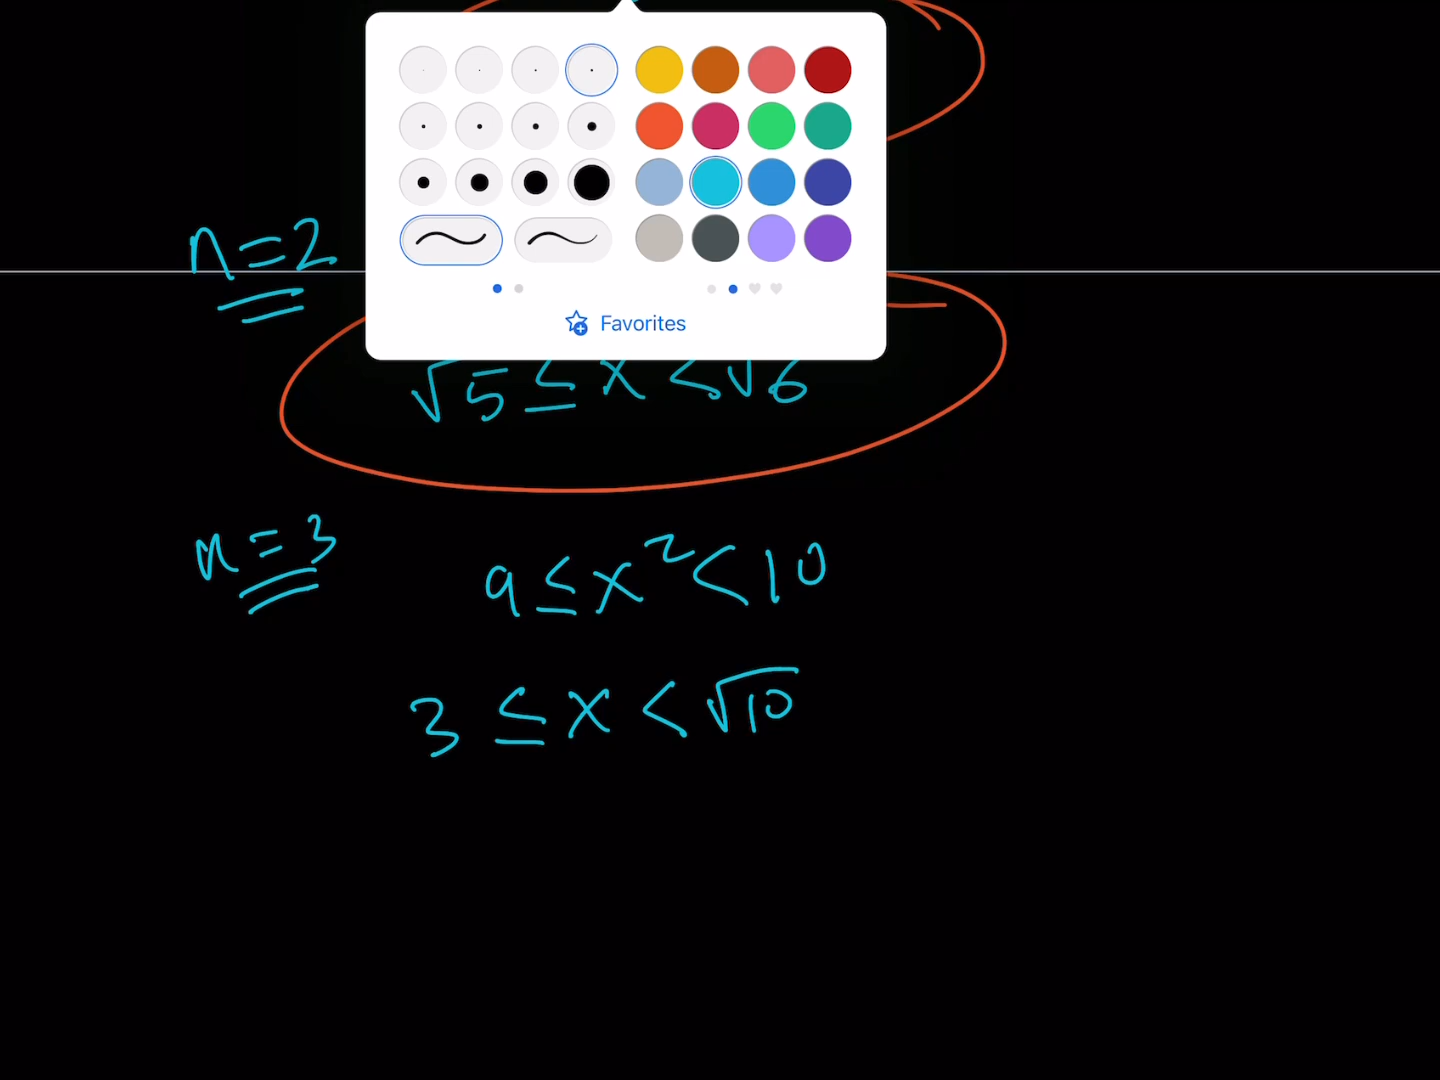 Favorites
n=2
√5 ≤ x < √6
n=3
9 ≤ x² < 10
3 ≤ x < √10